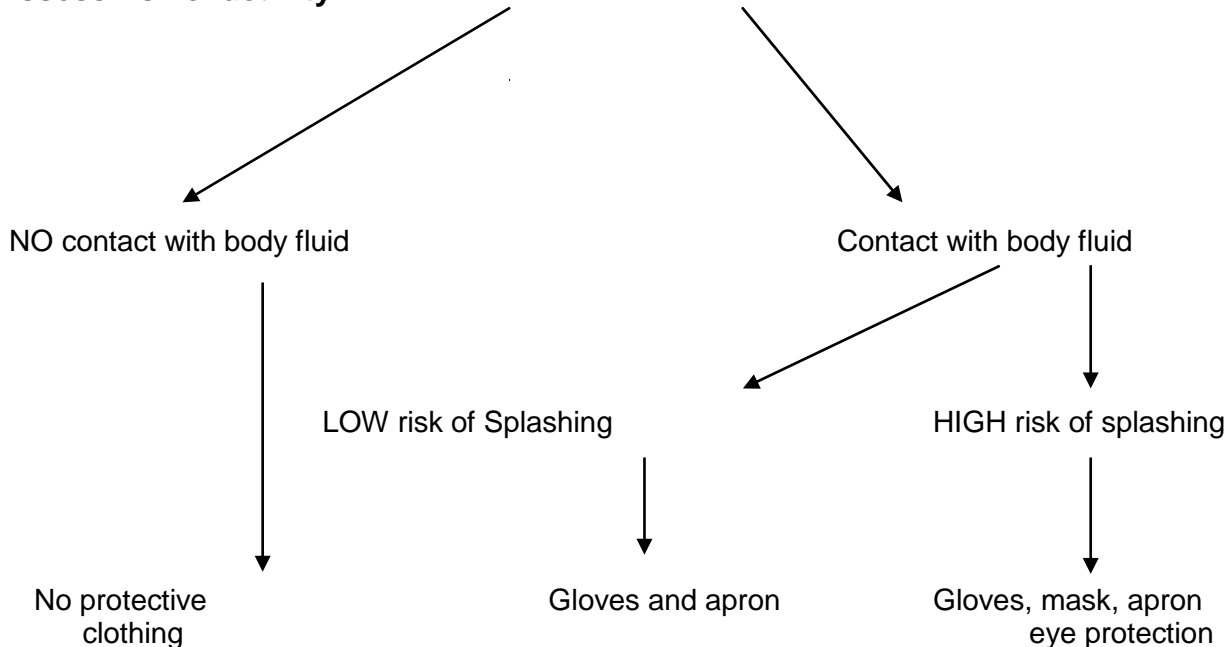 NO contact with body fluid
Contact with body fluid
LOW risk of Splashing
HIGH risk of splashing
No protective
clothing
Gloves and apron
Gloves, mask, apron
eye protection